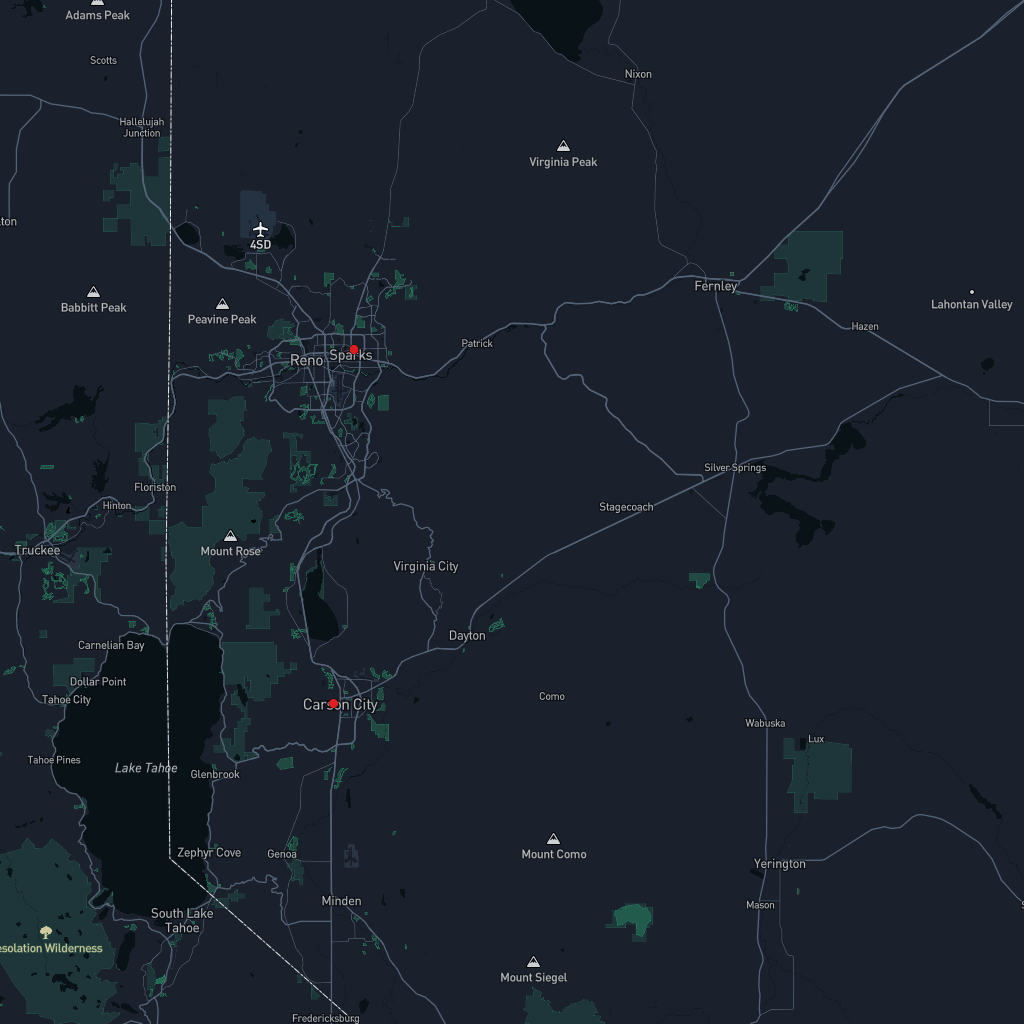 Adams Peak
Scotts
Nixon
Hallelujah
Junction
Virginia Peak
4SD
Fernley
Babbitt Peak
Peavine Peak
Lahontan Valley
Hazen
Patrick
Reno
Sparks
Silver Springs
Floriston
Hinton
Stagecoach
Truckee
Mount Rose
Virginia City
Dayton
Carnelian Bay
Dollar Point
Tahoe City
Como
Carson City
Wabuska
Lux
Tahoe Pines
Lake Tahoe
Glenbrook
Zephyr Cove
Genoa
Mount Como
Yerington
Minden
Mason
South Lake
Tahoe
esolation Wilderness
Mount Siegel
Fredericksburg